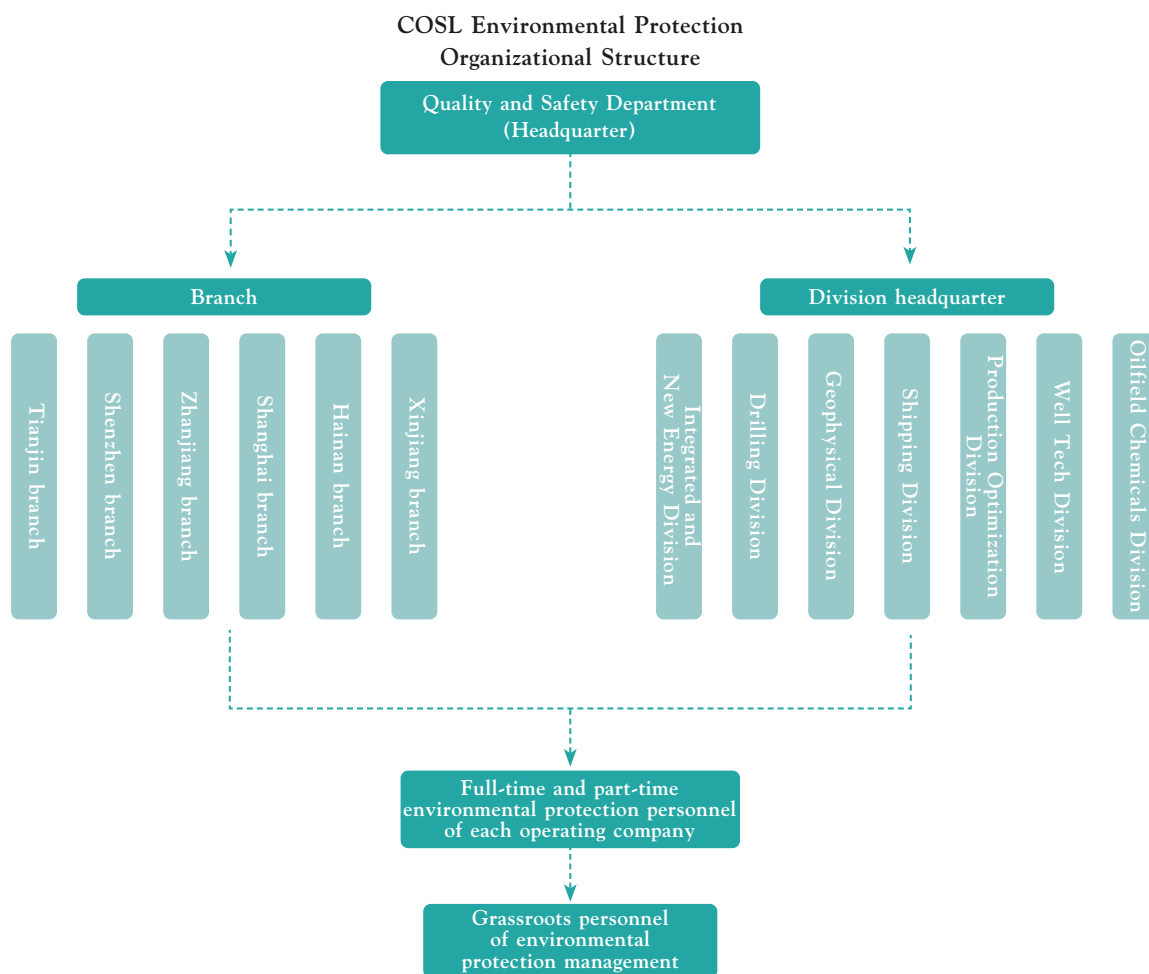 COSL Environmental Protection
Organizational Structure
Quality and Safety Department
(Headquarter)
Branch
Division headquarter
Tianjin branch
Shenzhen branch
Zhanjiang branch
Shanghai branch
Hainan branch
Xinjiang branch
Integrated and
New Energy Division
Drilling Division
Geophysical Division
Shipping Division
Production Optimization
Division
Well Tech Division
Oilfield Chemicals Division
Full-time and part-time
environmental protection personnel
of each operating company
Grassroots personnel
of environmental
protection management